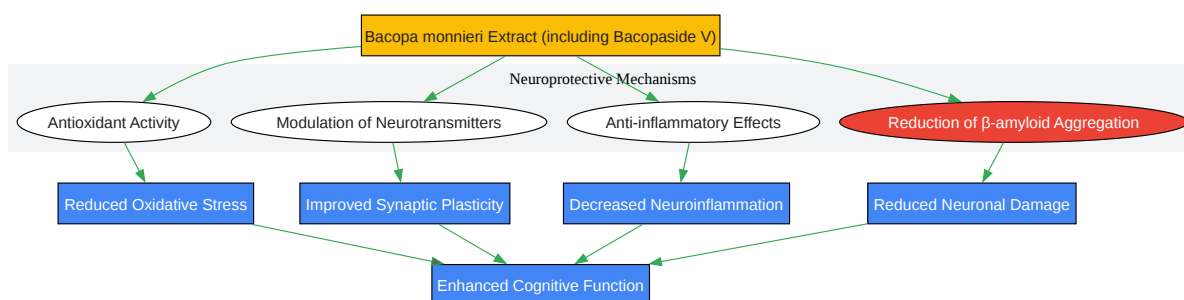 Bacopa monnieri Extract (including Bacopaside V)
Neuroprotective Mechanisms
Antioxidant Activity
Modulation of Neurotransmitters
Anti-inflammatory Effects
Reduction of β-amyloid Aggregation
Reduced Oxidative Stress
Improved Synaptic Plasticity
Decreased Neuroinflammation
Reduced Neuronal Damage
Enhanced Cognitive Function